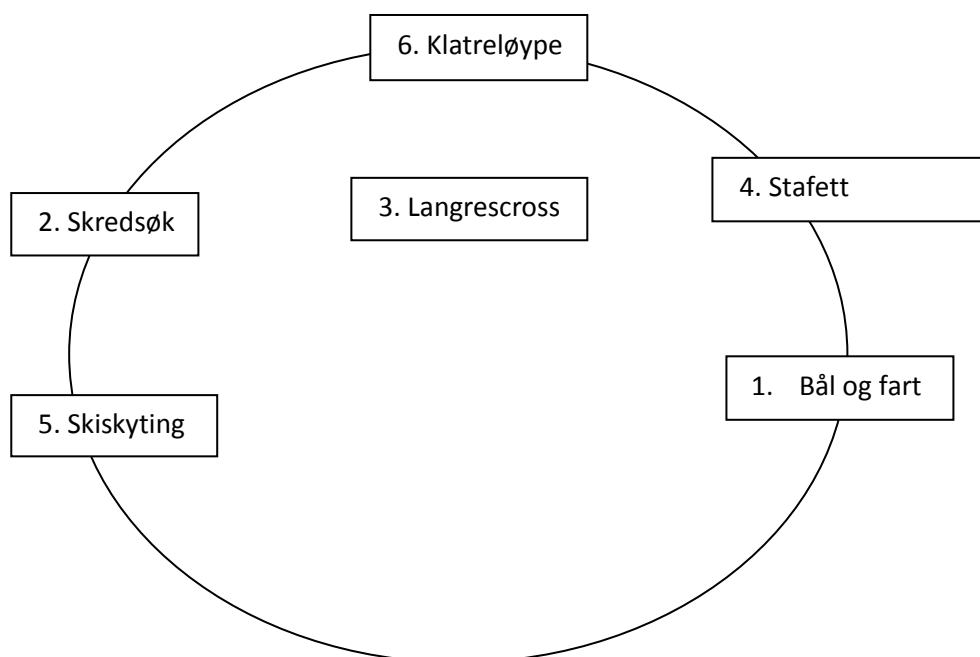 6. Klatreløype
4. Stafett
2. Skredsøk
3. Langrescross
1. Bål og fart
5. Skiskyting